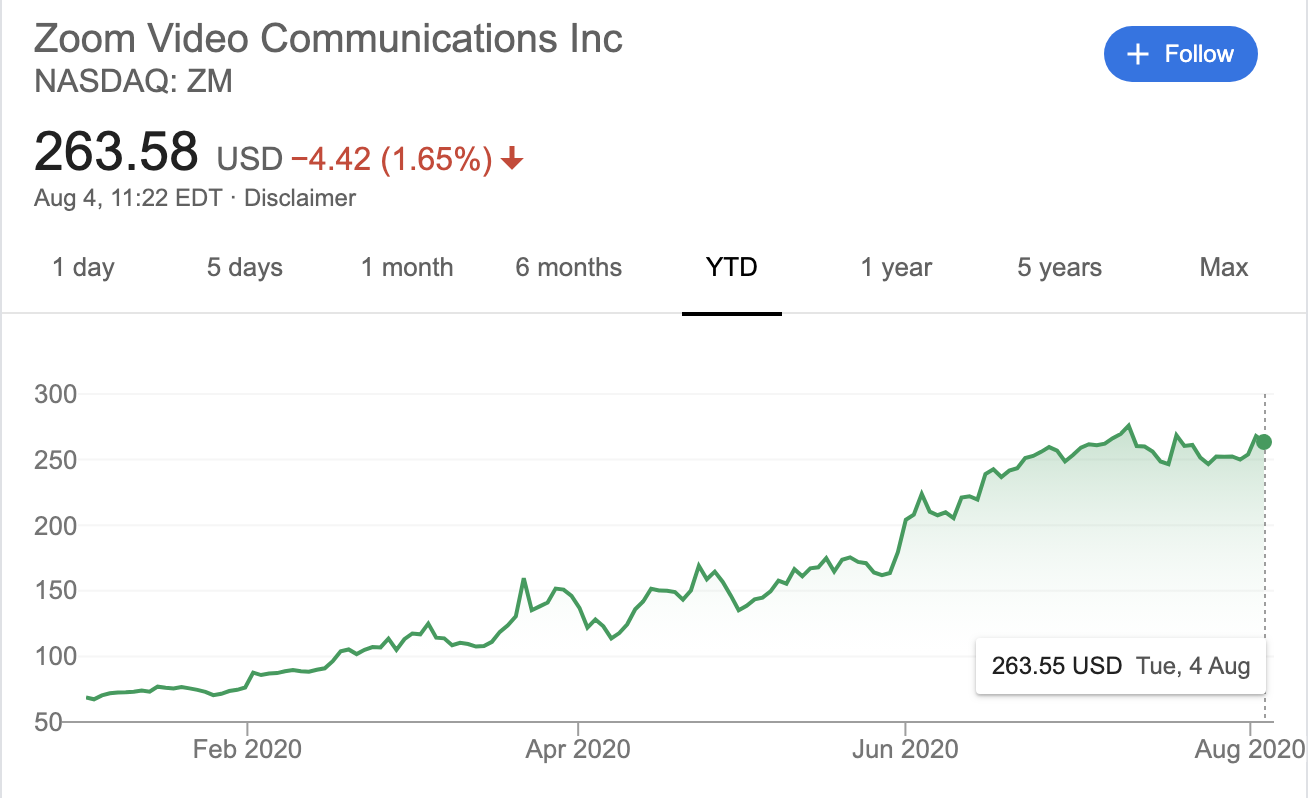 Zoom Video Communications Inc
NASDAQ: ZM
+ Follow
263.58 USD −4.42 (1.65%) ↓
Aug 4, 11:22 EDT · Disclaimer
1 day 5 days 1 month 6 months YTD 1 year 5 years Max
300
250
200
150
100
50
263.55 USD Tue, 4 Aug
Feb 2020 Apr 2020 Jun 2020 Aug 2020